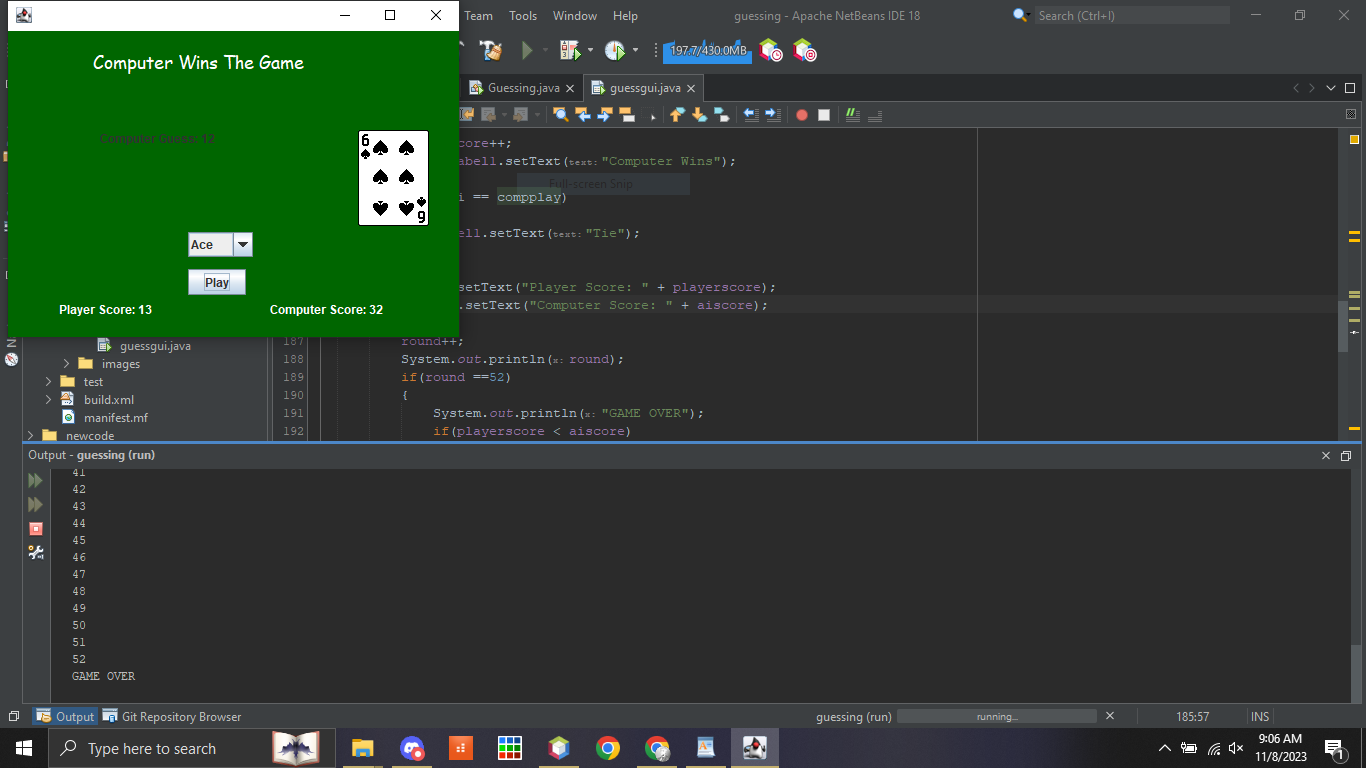 Team Tools Window Help guessing - Apache NetBeans IDE 18 Search (Ctrl+I)
197.7/430.0MB
Computer Wins The Game
Guessing.java guessgui.java
Computer Guess: 12
6
9
Ace
Play
Player Score: 13 Computer Score: 32
core++;
abell.setText(text: "Computer Wins");
Full-screen Snip
i == compplay)
ell.setText(text: "Tie");
.setText("Player Score: " + playerscore);
.setText("Computer Score: " + aiscore);
187 round++;
188 System.out.println(x: round);
189 if(round ==52)
190 {
191 System.out.println(x: "GAME OVER");
192 if(playerscore < aiscore)
guessgui.java
images
test
build.xml
manifest.mf
newcode
N
Output - guessing (run)
41
42
43
44
45
46
47
48
49
50
51
52
GAME OVER
Output Git Repository Browser guessing (run) running... 185:57 INS
Type here to search
9:06 AM
11/8/2023
1